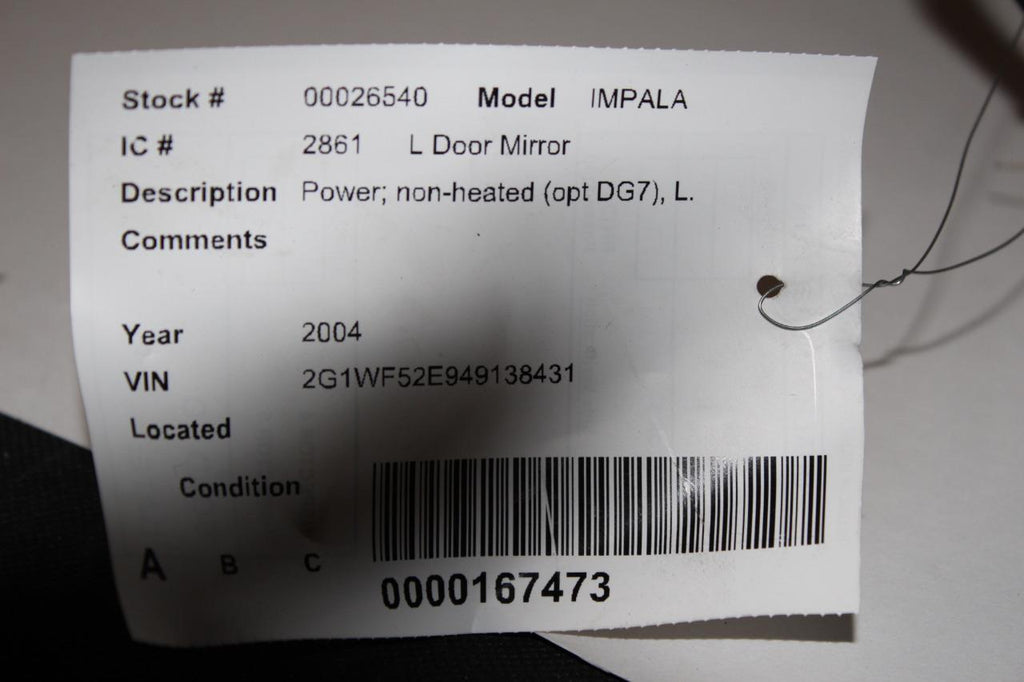 Stock # 00026540 Model IMPALA
IC # 2861 L Door Mirror
Description Power; non-heated (opt DG7), L.
Comments
Year 2004
VIN 2G1WF52E949138431
Located
Condition
A B C
0000167473